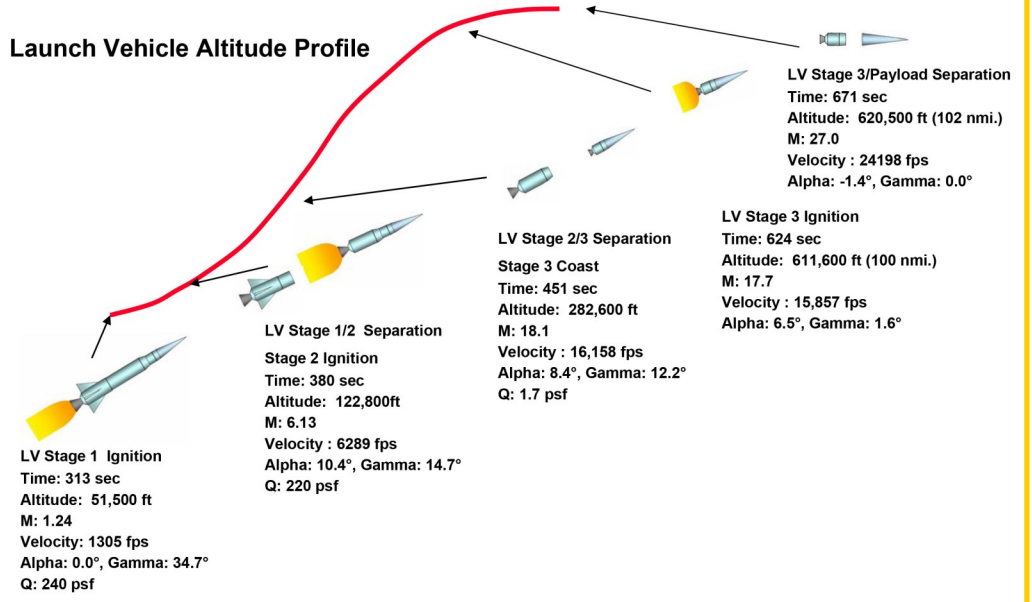 Launch Vehicle Altitude Profile
LV Stage 3/Payload Separation
Time: 671 sec
Altitude: 620,500 ft (102 nmi.)
M: 27.0
Velocity : 24198 fps
Alpha: -1.4°, Gamma: 0.0°
LV Stage 3 Ignition
Time: 624 sec
Altitude: 611,600 ft (100 nmi.)
M: 17.7
Velocity : 15,857 fps
Alpha: 6.5°, Gamma: 1.6°
LV Stage 2/3 Separation
Stage 3 Coast
Time: 451 sec
Altitude: 282,600 ft
M: 18.1
Velocity : 16,158 fps
Alpha: 8.4°, Gamma: 12.2°
Q: 1.7 psf
LV Stage 1/2 Separation
Stage 2 Ignition
Time: 380 sec
Altitude: 122,800ft
M: 6.13
Velocity : 6289 fps
Alpha: 10.4°, Gamma: 14.7°
Q: 220 psf
LV Stage 1 Ignition
Time: 313 sec
Altitude: 51,500 ft
M: 1.24
Velocity: 1305 fps
Alpha: 0.0°, Gamma: 34.7°
Q: 240 psf